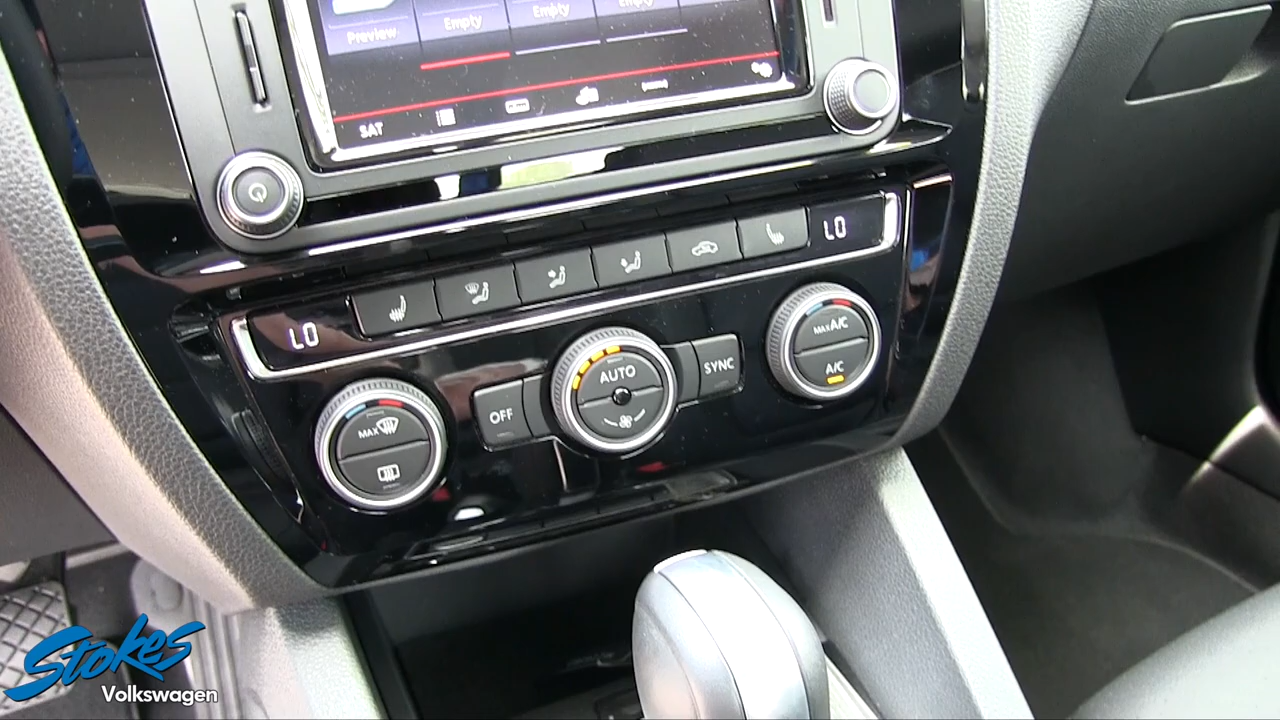 Preview
Empty
Empty
SAT
LO
LO
MAX A/C
A/C
AUTO
SYNC
OFF
MAX
Stokes
Volkswagen